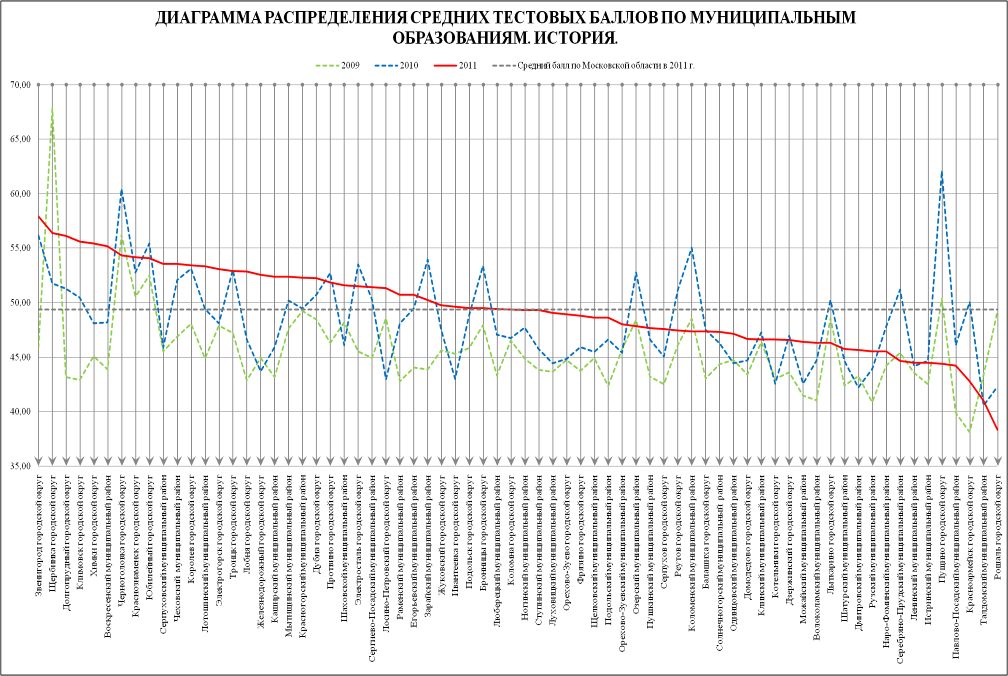 ДИАГРАММА РАСПРЕДЕЛЕНИЯ СРЕДНИХ ТЕСТОВЫХ БАЛЛОВ ПО МУНИЦИПАЛЬНЫМ
ОБРАЗОВАНИЯМ. ИСТОРИЯ.
2009 2010 2011 Средний балл по Московской области в 2011 г.
70,00
65,00
60,00
55,00
50,00
45,00
40,00
35,00
Звенигород городской округ
Щербинка городской округ
Долгопрудный городской округ
Климовск городской округ
Химки городской округ
Воскресенский муниципальный район
Черноголовка городской округ
Краснознаменск городской округ
Юбилейный городской округ
Серпуховский муниципальный район
Чеховский муниципальный район
Королев городской округ
Лотошинский муниципальный район
Электрогорск городской округ
Троицк городской округ
Лобня городской округ
Железнодорожный городской округ
Каширский муниципальный район
Мытищинский муниципальный район
Красногорский муниципальный район
Дубна городской округ
Протвино городской округ
Шаховской муниципальный район
Электросталь городской округ
Сергиево-Посадский муниципальный район
Лосино-Петровский городской округ
Раменский муниципальный район
Егорьевский муниципальный район
Зарайский муниципальный район
Жуковский городской округ
Ивантеевка городской округ
Подольск городской округ
Бронницы городской округ
Люберецкий муниципальный район
Коломна городской округ
Ногинский муниципальный район
Ступинский муниципальный район
Луховицкий муниципальный район
Орехово-Зуево городской округ
Фрязино городской округ
Щелковский муниципальный район
Подольский муниципальный район
Орехово-Зуевский муниципальный район
Озерский муниципальный район
Пушкинский муниципальный район
Серпухов городской округ
Реутов городской округ
Коломенский муниципальный район
Балашиха городской округ
Солнечногорский муниципальный район
Одинцовский муниципальный район
Домодедово городской округ
Клинский муниципальный район
Котельники городской округ
Дзержинский городской округ
Можайский муниципальный район
Волоколамский муниципальный район
Лыткарино городской округ
Шатурский муниципальный район
Дмитровский муниципальный район
Рузский муниципальный район
Наро-Фоминский муниципальный район
Серебряно-Прудский муниципальный район
Ленинский муниципальный район
Истринский муниципальный район
Пущино городской округ
Павлово-Посадский муниципальный район
Красноармейск городской округ
Талдомский муниципальный район
Рошаль городской округ